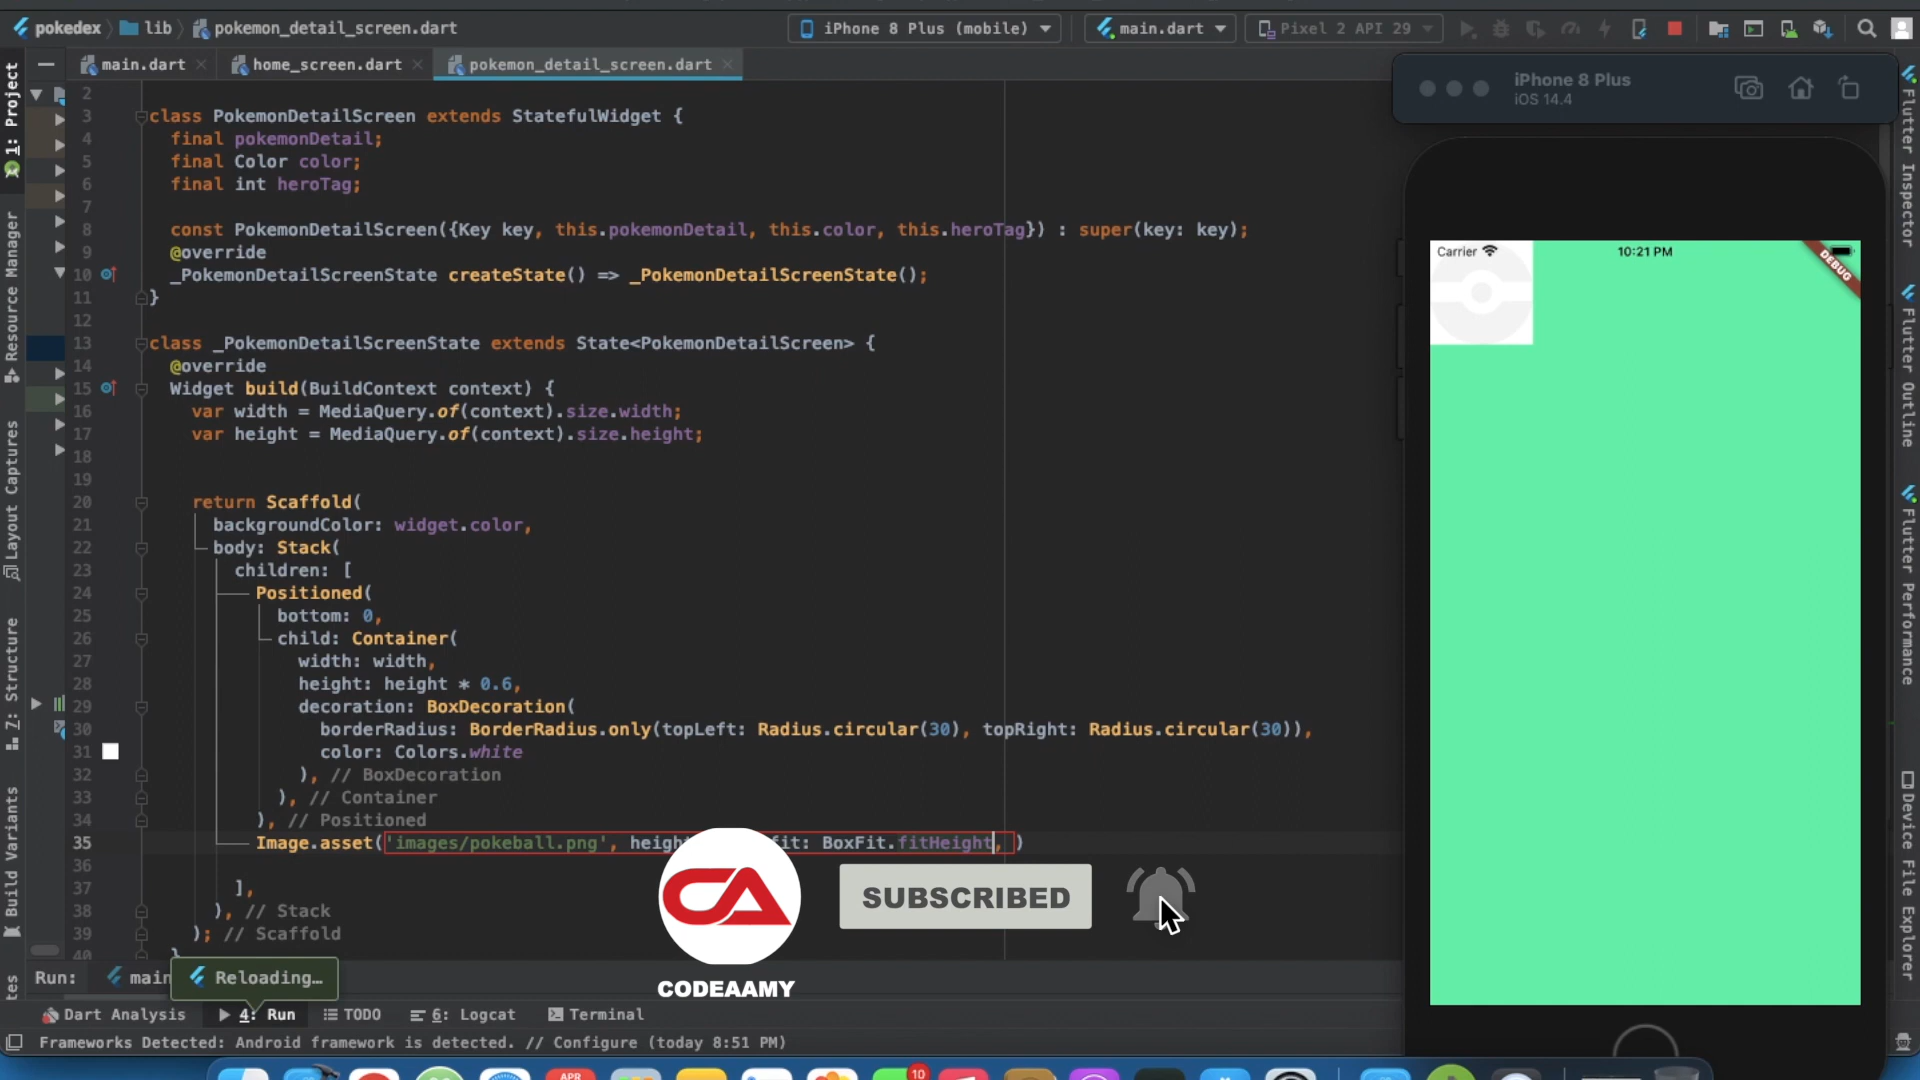 pokedex lib pokemon_detail_screen.dart
iPhone 8 Plus (mobile) main.dart Pixel 2 API 29
main.dart home_screen.dart pokemon_detail_screen.dart
iPhone 8 Plus
iOS 14.4
1: Project
Resource Manager
Layout Captures
Z: Structure
Build Variants
2
3 class PokemonDetailScreen extends StatefulWidget {
4 final pokemonDetail;
5 final Color color;
6 final int heroTag;
7
8 const PokemonDetailScreen({Key key, this.pokemonDetail, this.color, this.heroTag}) : super(key: key);
9 @override
10 _PokemonDetailScreenState createState() => _PokemonDetailScreenState();
11 }
12
13 class _PokemonDetailScreenState extends State<PokemonDetailScreen> {
14 @override
15 Widget build(BuildContext context) {
16 var width = MediaQuery.of(context).size.width;
17 var height = MediaQuery.of(context).size.height;
18
19
20 return Scaffold(
21 backgroundColor: widget.color,
22 body: Stack(
23 children: [
24 Positioned(
25 bottom: 0,
26 child: Container(
27 width: width,
28 height: height * 0.6,
29 decoration: BoxDecoration(
30 borderRadius: BorderRadius.only(topLeft: Radius.circular(30), topRight: Radius.circular(30)),
31 color: Colors.white
32 ), // BoxDecoration
33 ), // Container
34 ), // Positioned
35 Image.asset('images/pokeball.png', fit: BoxFit.fitHeight, )
36
37 ],
38 ), // Stack
39 ); // Scaffold
40 }
Carrier 10:21 PM
DEBUG
Flutter Inspector
Flutter Outline
Flutter Performance
Device File Explorer
CA
CODEAAMY
SUBSCRIBED
Run: main Reloading…
Dart Analysis 4: Run TODO 6: Logcat Terminal
Frameworks Detected: Android framework is detected. // Configure (today 8:51 PM)
APR
10